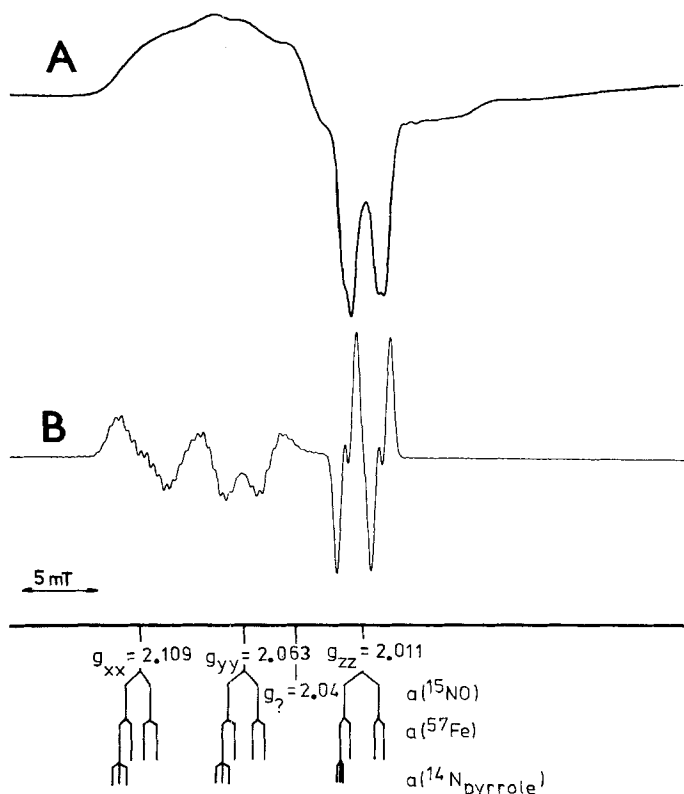 A
B
5 mT
g_xx = 2.109 g_yy = 2.063 g_zz = 2.011
g_? = 2.04 a(¹⁵NO)
a(⁵⁷Fe)
a(¹⁴N_pyrrole)